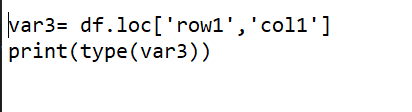 var3= df.loc['row1','col1']
print(type(var3))